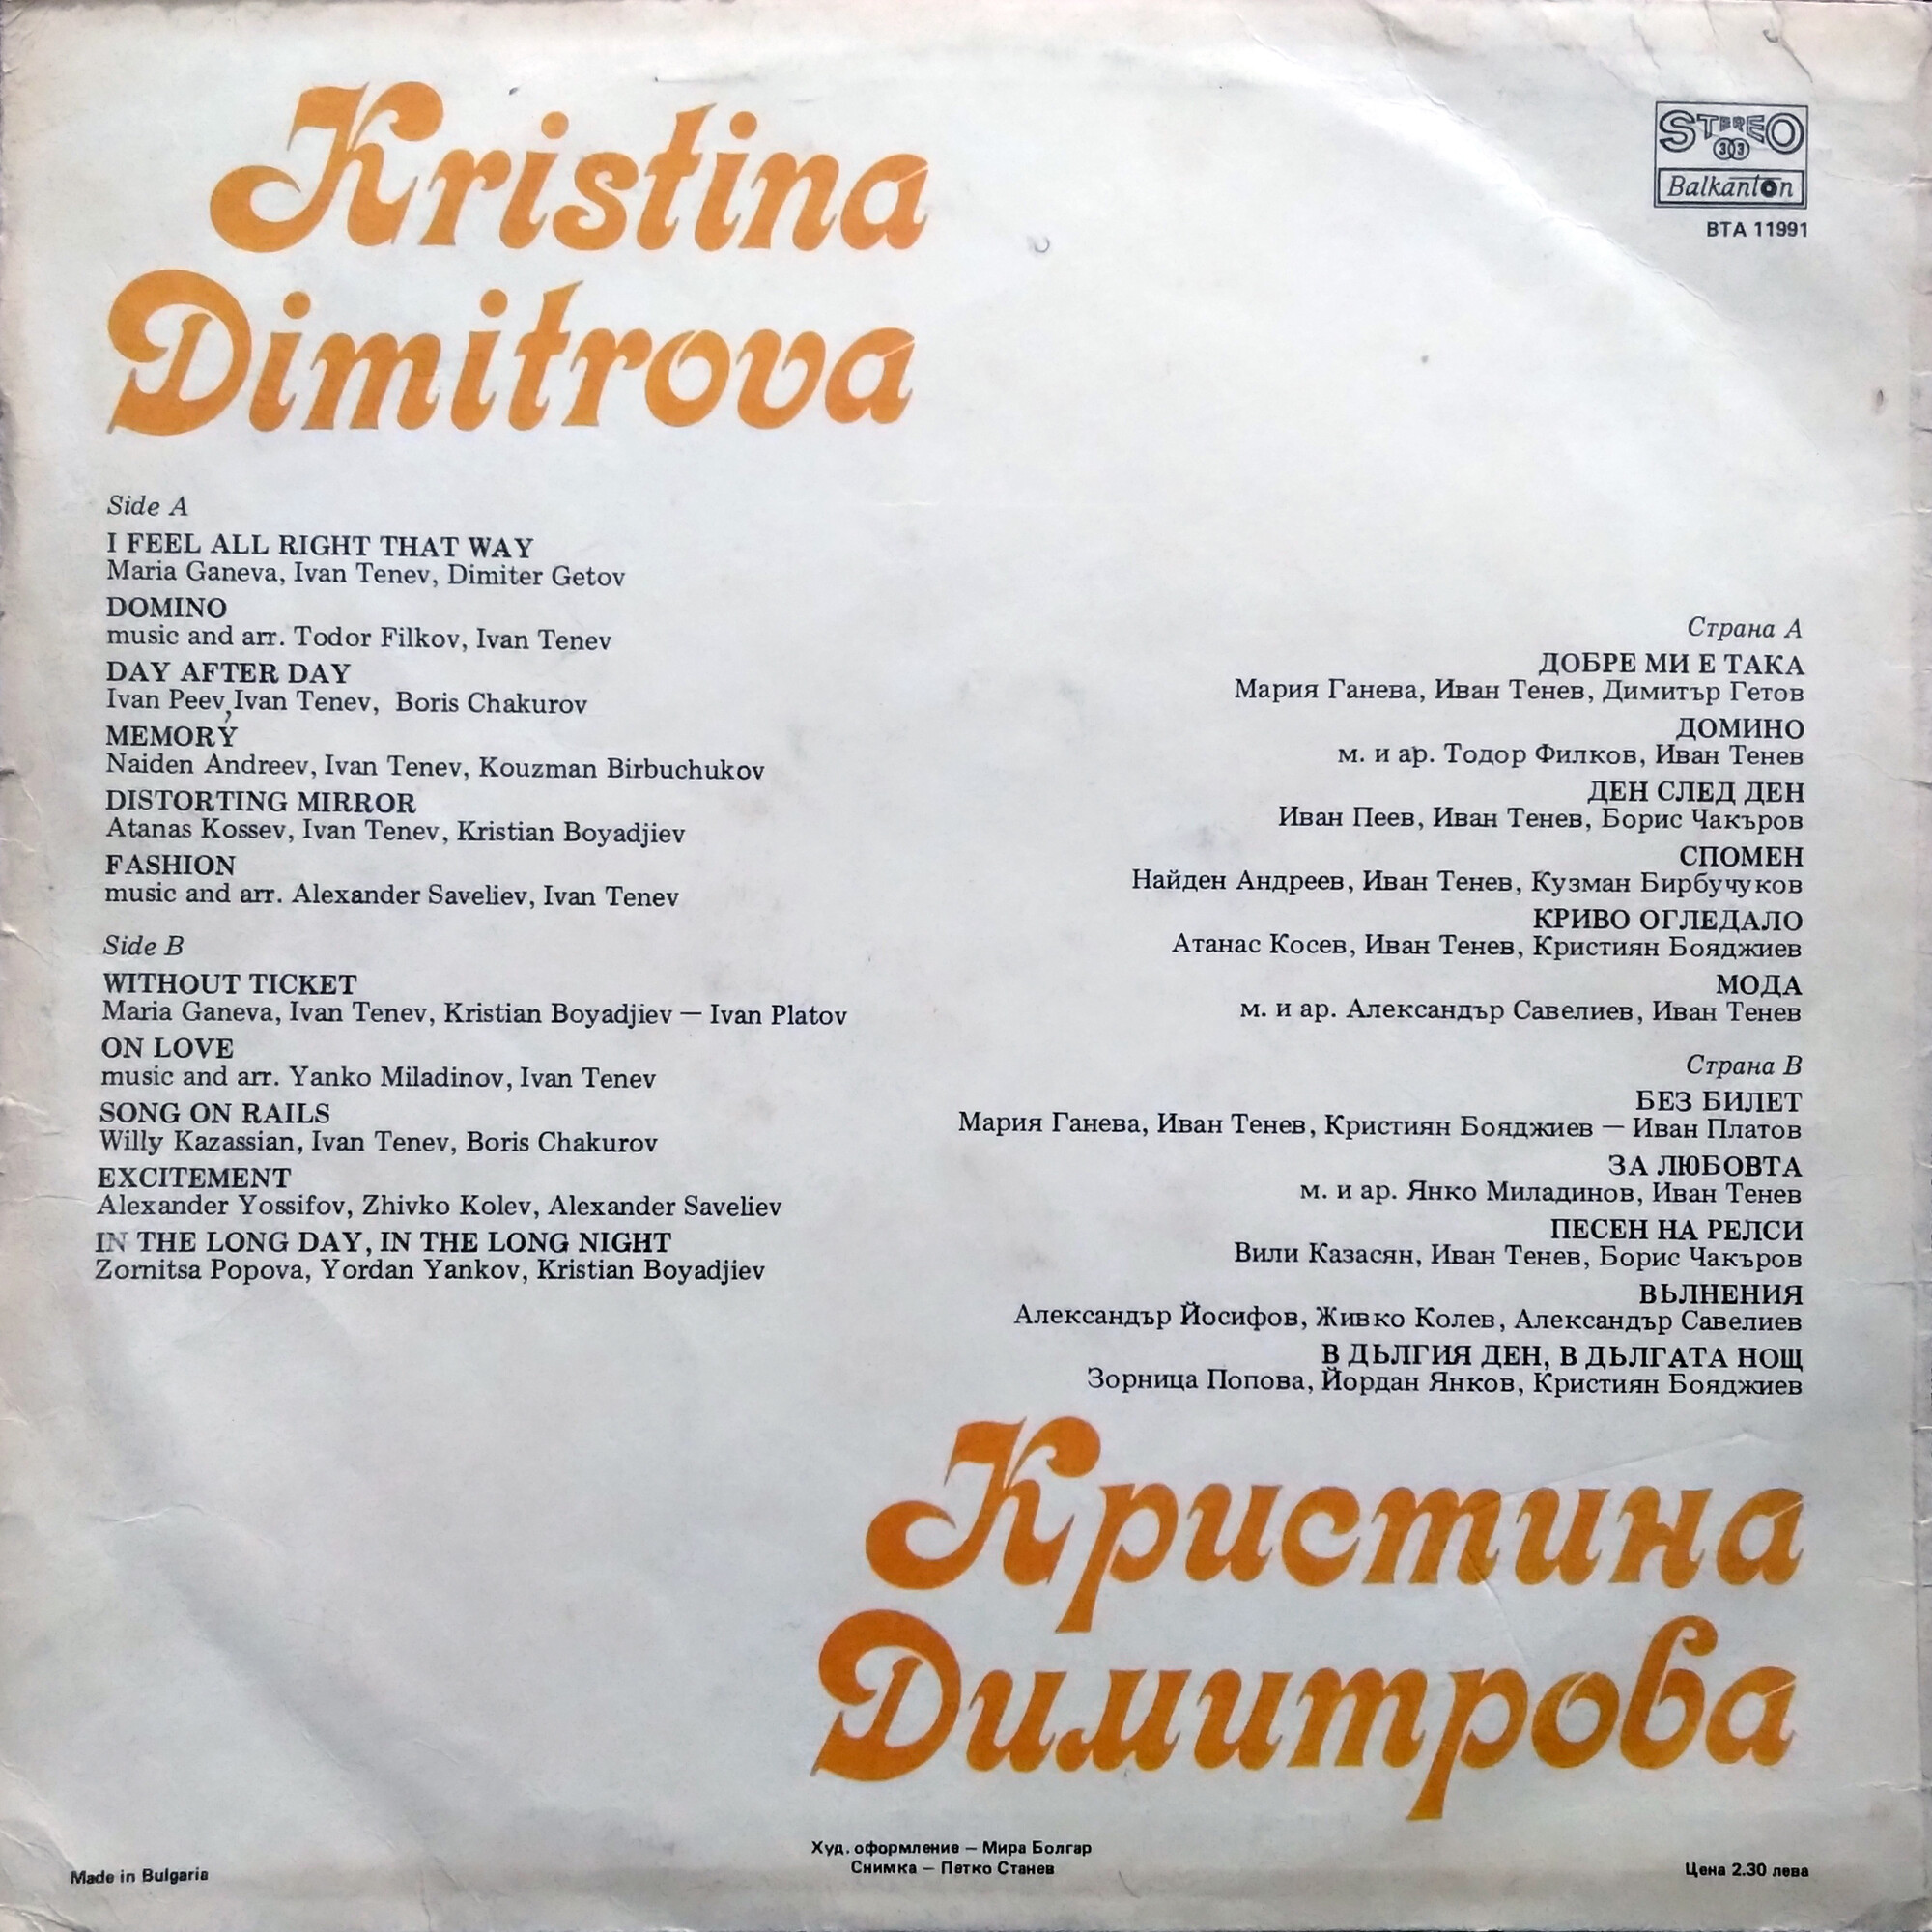 Kristina
Dimitrova
STEREO
33
Balkanton
BTA 11991
Side A
I FEEL ALL RIGHT THAT WAY
Maria Ganeva, Ivan Tenev, Dimiter Getov
DOMINO
music and arr. Todor Filkov, Ivan Tenev
DAY AFTER DAY
Ivan Peev, Ivan Tenev, Boris Chakurov
MEMORY
Naiden Andreev, Ivan Tenev, Kouzman Birbuchukov
DISTORTING MIRROR
Atanas Kossev, Ivan Tenev, Kristian Boyadjiev
FASHION
music and arr. Alexander Saveliev, Ivan Tenev
Side B
WITHOUT TICKET
Maria Ganeva, Ivan Tenev, Kristian Boyadjiev — Ivan Platov
ON LOVE
music and arr. Yanko Miladinov, Ivan Tenev
SONG ON RAILS
Willy Kazassian, Ivan Tenev, Boris Chakurov
EXCITEMENT
Alexander Yossifov, Zhivko Kolev, Alexander Saveliev
IN THE LONG DAY, IN THE LONG NIGHT
Zornitsa Popova, Yordan Yankov, Kristian Boyadjiev
Страна А
ДОБРЕ МИ Е ТАКА
Мария Ганева, Иван Тенев, Димитър Гетов
ДОМИНО
м. и ар. Тодор Филков, Иван Тенев
ДЕН СЛЕД ДЕН
Иван Пеев, Иван Тенев, Борис Чакъров
СПОМЕН
Найден Андреев, Иван Тенев, Кузман Бирбучуков
КРИВО ОГЛЕДАЛО
Атанас Косев, Иван Тенев, Кристиян Бояджиев
МОДА
м. и ар. Александър Савелиев, Иван Тенев
Страна В
БЕЗ БИЛЕТ
Мария Ганева, Иван Тенев, Кристиян Бояджиев — Иван Платов
ЗА ЛЮБОВТА
м. и ар. Янко Миладинов, Иван Тенев
ПЕСЕН НА РЕЛСИ
Вили Казасян, Иван Тенев, Борис Чакъров
ВЬЛНЕНИЯ
Александър Йосифов, Живко Колев, Александър Савелиев
В ДЬЛГИЯ ДЕН, В ДЬЛГАТА НОЩ
Зорница Попова, Йордан Янков, Кристиян Бояджиев
Кристина
Димитрова
Худ. оформление — Мира Болгар
Снимка — Петко Станев
Made in Bulgaria
Цена 2.30 лева